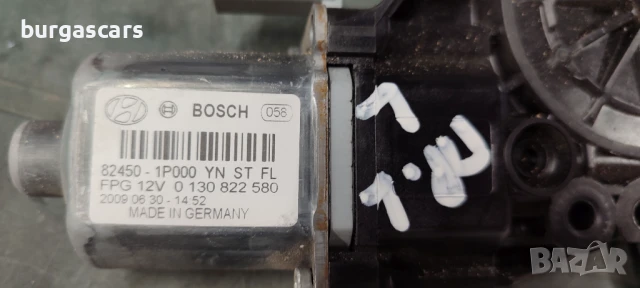 burgascars
BOSCH 056
82450 - 1P000 YN ST FL
FPG 12V 0 130 822 580
2009 06 30 - 14 52
MADE IN GERMANY
BAZAR